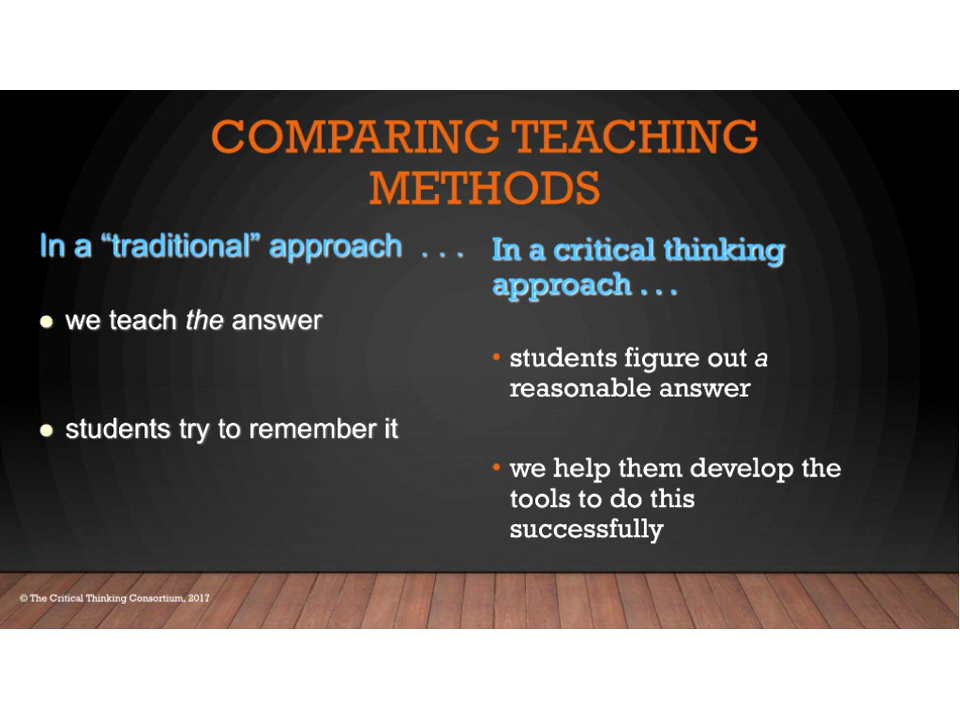 COMPARING TEACHING
METHODS
In a “traditional” approach . . .
● we teach the answer
● students try to remember it
In a critical thinking
approach . . .
• students figure out a
reasonable answer
• we help them develop the
tools to do this
successfully
© The Critical Thinking Consortium, 2017